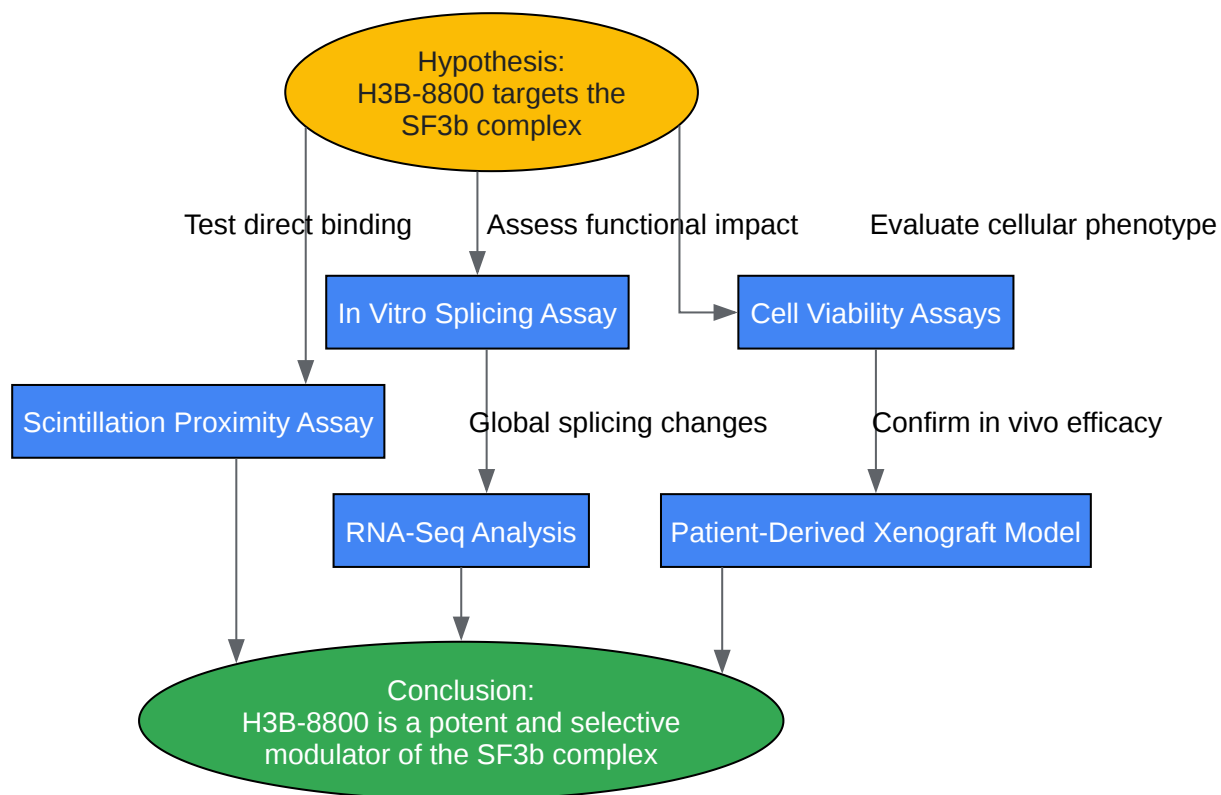 Hypothesis:
H3B-8800 targets the
SF3b complex
Test direct binding
Assess functional impact
Evaluate cellular phenotype
In Vitro Splicing Assay
Cell Viability Assays
Scintillation Proximity Assay
Global splicing changes
Confirm in vivo efficacy
RNA-Seq Analysis
Patient-Derived Xenograft Model
Conclusion:
H3B-8800 is a potent and selective
modulator of the SF3b complex